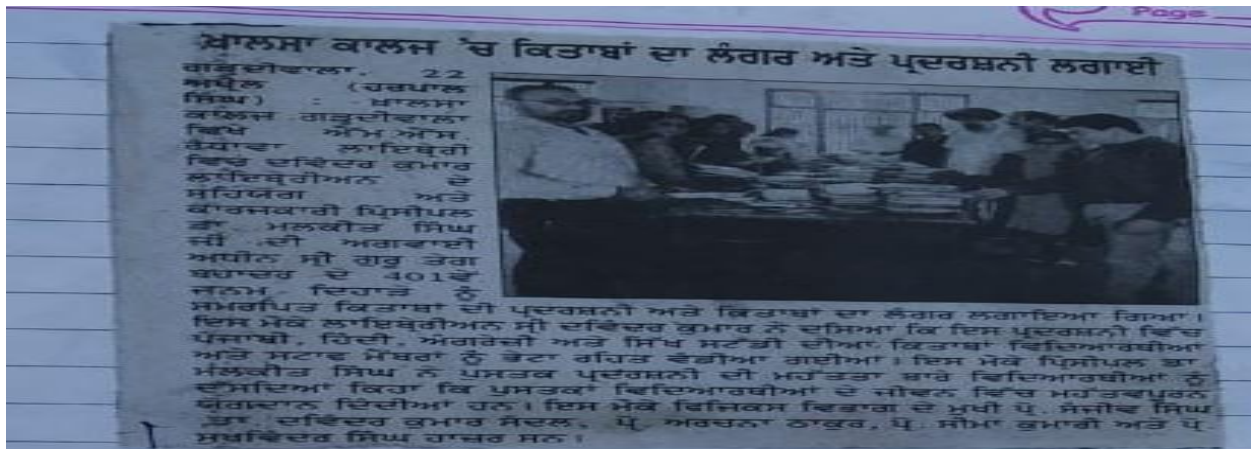 Page
ਖ਼ਾਲਸਾ ਕਾਲਜ 'ਚ ਕਿਤਾਬਾਂ ਦਾ ਲੰਗਰ ਅਤੇ ਪ੍ਰਦਰਸ਼ਨੀ ਲਗਾਈ
ਗੜ੍ਹਦੀਵਾਲਾ, 22
ਅਪ੍ਰੈਲ (ਹਰਪਾਲ
ਸਿੰਘ) : ਖ਼ਾਲਸਾ
ਕਾਲਜ ਗੜ੍ਹਦੀਵਾਲਾ
ਵਿਖੇ ਐੱਮ.ਐੱਸ.
ਰੰਧਾਵਾ ਲਾਇਬ੍ਰੇਰੀ
ਵਿਚ ਦਵਿੰਦਰ ਕੁਮਾਰ
ਲਾਇਬ੍ਰੇਰੀਅਨ ਦੇ
ਸਹਿਯੋਗ ਅਤੇ
ਕਾਰਜਕਾਰੀ ਪ੍ਰਿੰਸੀਪਲ
ਡਾ. ਮਲਕੀਤ ਸਿੰਘ
ਜੀ ਦੀ ਅਗਵਾਈ
ਅਧੀਨ ਸ੍ਰੀ ਗੁਰੂ ਤੇਗ
ਬਹਾਦਰ ਦੇ 401ਵੇਂ
ਜਨਮ ਦਿਹਾੜੇ ਨੂੰ
ਸਮਰਪਿਤ ਕਿਤਾਬਾਂ ਦੀ ਪ੍ਰਦਰਸ਼ਨੀ ਅਤੇ ਕਿਤਾਬਾਂ ਦਾ ਲੰਗਰ ਲਗਾਇਆ ਗਿਆ।
ਇਸ ਮੌਕੇ ਲਾਇਬ੍ਰੇਰੀਅਨ ਸ੍ਰੀ ਦਵਿੰਦਰ ਕੁਮਾਰ ਨੇ ਦੱਸਿਆ ਕਿ ਇਸ ਪ੍ਰਦਰਸ਼ਨੀ ਵਿੱਚ
ਪੰਜਾਬੀ, ਹਿੰਦੀ, ਅੰਗਰੇਜ਼ੀ ਅਤੇ ਸਿੱਖ ਸਟੱਡੀ ਦੀਆਂ ਕਿਤਾਬਾਂ ਵਿਦਿਆਰਥੀਆਂ
ਅਤੇ ਸਟਾਫ ਮੈਂਬਰਾਂ ਨੂੰ ਭੇਟਾ ਰਹਿਤ ਵੰਡੀਆਂ ਗਈਆਂ। ਇਸ ਮੌਕੇ ਪ੍ਰਿੰਸੀਪਲ ਡਾ.
ਮਲਕੀਤ ਸਿੰਘ ਨੇ ਪੁਸਤਕ ਪ੍ਰਦਰਸ਼ਨੀ ਦੀ ਮਹੱਤਤਾ ਬਾਰੇ ਵਿਦਿਆਰਥੀਆਂ ਨੂੰ
ਦੱਸਦਿਆਂ ਕਿਹਾ ਕਿ ਪੁਸਤਕਾਂ ਵਿਦਿਆਰਥੀਆਂ ਦੇ ਜੀਵਨ ਵਿੱਚ ਮਹੱਤਵਪੂਰਨ
ਯੋਗਦਾਨ ਦਿੰਦੀਆਂ ਹਨ। ਇਸ ਮੌਕੇ ਫਿਜਿਕਸ ਵਿਭਾਗ ਦੇ ਮੁਖੀ ਪ੍ਰੋ. ਸੰਜੀਵ ਸਿੰਘ
, ਡਾ. ਦਵਿੰਦਰ ਕੁਮਾਰ ਸੰਦਲ, ਪ੍ਰੋ. ਅਰਚਨਾ ਠਾਕੁਰ, ਪ੍ਰੋ. ਸੀਮਾ ਕੁਮਾਰੀ ਅਤੇ ਪ੍ਰੋ.
ਸੁਖਵਿੰਦਰ ਸਿੰਘ ਹਾਜ਼ਰ ਸਨ।